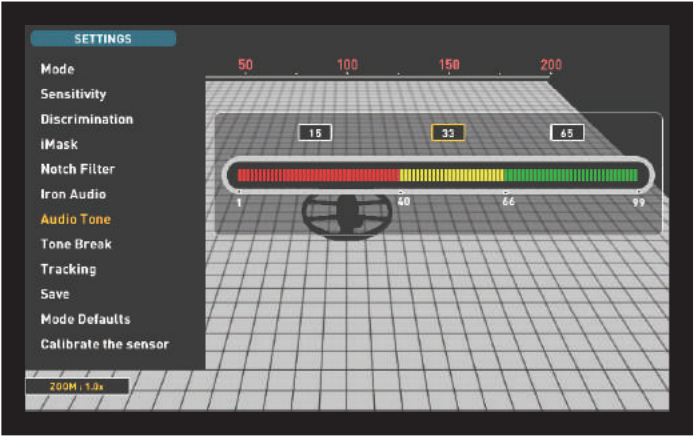 SETTINGS
Mode
Sensitivity
Discrimination
iMask
Notch Filter
Iron Audio
Audio Tone
Tone Break
Tracking
Save
Mode Defaults
Calibrate the sensor
ZOOM : 1.0x
50 100 150 200
15 33 65
1 40 66 99